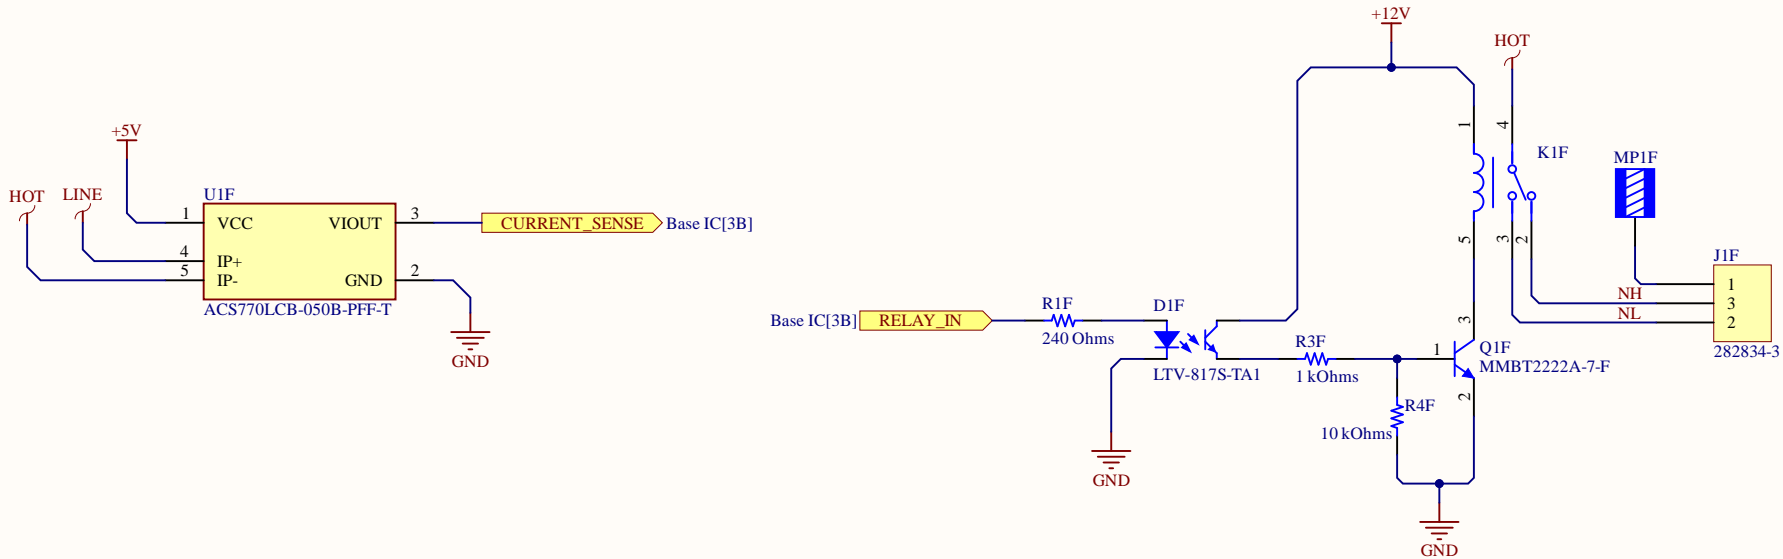 +12V
HOT
+5V
HOT
LINE
U1F
1
VCC
VIOUT
3
CURRENT_SENSE
Base IC[3B]
4
IP+
5
IP-
GND
2
ACS770LCB-050B-PFF-T
GND
1
4
K1F
MP1F
5
3
2
J1F
1
NH
3
NL
2
282834-3
Base IC[3B]
RELAY_IN
R1F
240 Ohms
D1F
LTV-817S-TA1
R3F
1 kOhms
3
1
Q1F
MMBT2222A-7-F
2
R4F
10 kOhms
GND
GND